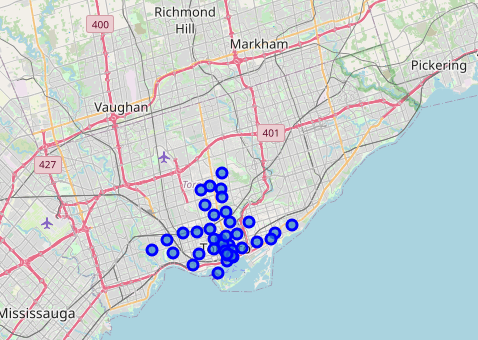 Richmond
Hill
400
Markham
Pickering
Vaughan
401
427
Mississauga